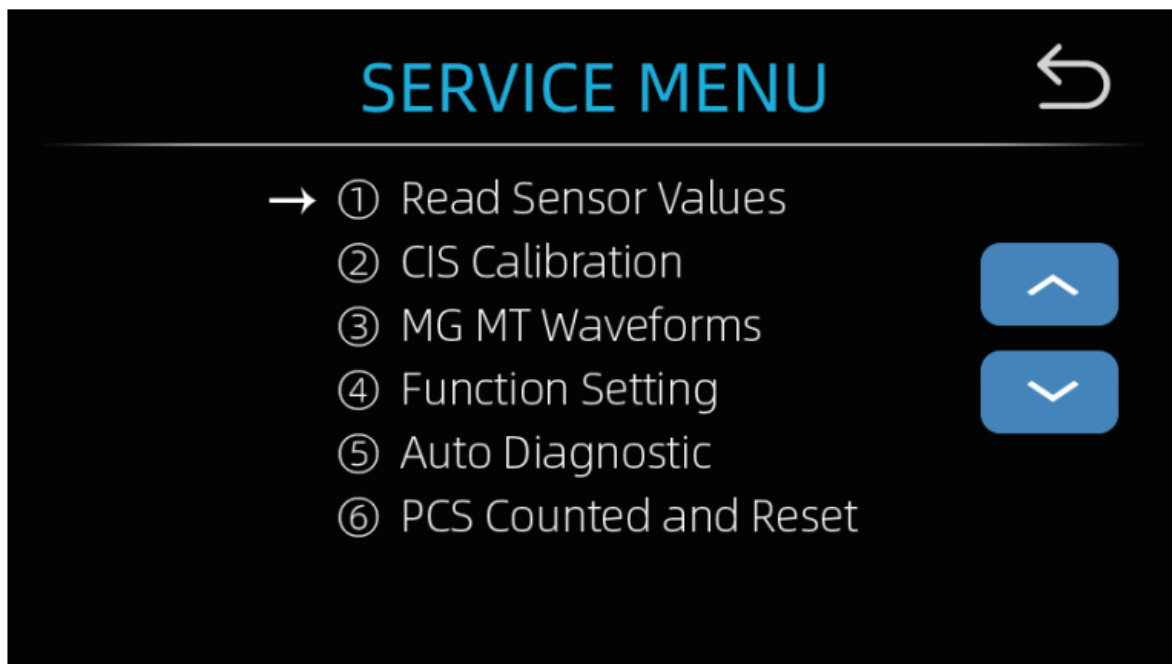 SERVICE MENU
→ ① Read Sensor Values
② CIS Calibration
③ MG MT Waveforms
④ Function Setting
⑤ Auto Diagnostic
⑥ PCS Counted and Reset